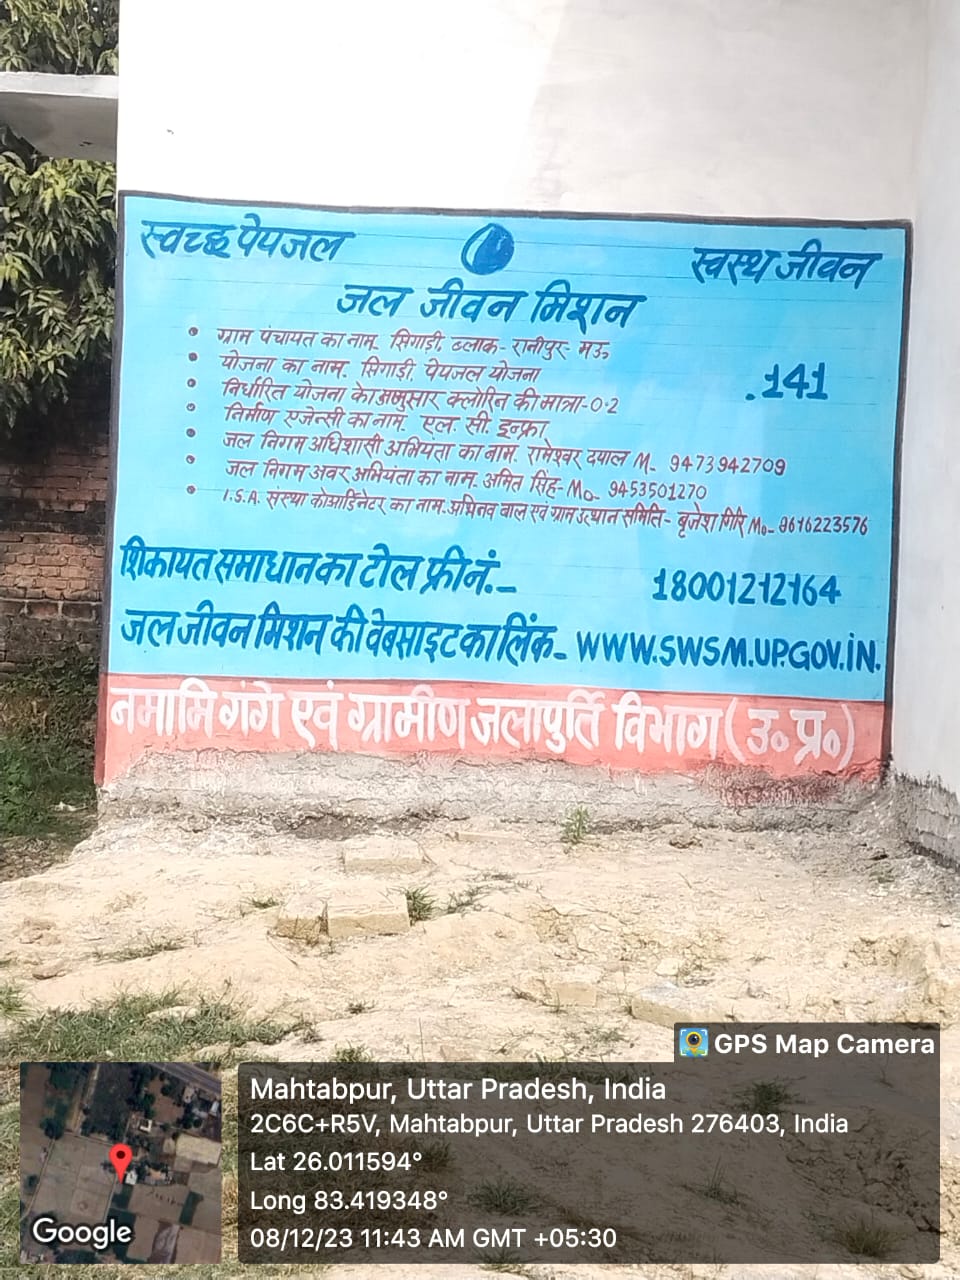 स्वच्छ पेयजल
स्वस्थ जीवन
जल जीवन मिशन
• ग्राम पंचायत का नाम. सिगाड़ी ब्लाक- रानीपुर- मऊ
• योजना का नाम. सिगाड़ी. पेयजल योजना
.141
• निर्धारित योजना के अनुसार क्लोरिन की मात्रा-0.2
• निर्माण एजेन्सी का नाम. एल. सी. इन्फ्रा
• जल निगम अधिशासी अभियंता का नाम. रामेश्वर दयाल M- 9473942709
• जल निगम अवर अभियंता का नाम. अमित सिंह- Mo- 9453501270
• I.S.A. संस्था कोआर्डिनेटर का नाम. अभिनव बाल एवं ग्राम उत्थान समिति- बृजेश गिरि Mo- 9616223576
शिकायत समाधान का टोल फ्री नं.- 18001212164
जल जीवन मिशन की वेबसाइट का लिंक- WWW.SWSM.UP.GOV.iN.
नमामि गंगे एवं ग्रामीण जलापुर्ति विभाग (उ० प्र०)
GPS Map Camera
Mahtabpur, Uttar Pradesh, India
2C6C+R5V, Mahtabpur, Uttar Pradesh 276403, India
Lat 26.011594°
Long 83.419348°
08/12/23 11:43 AM GMT +05:30
Google